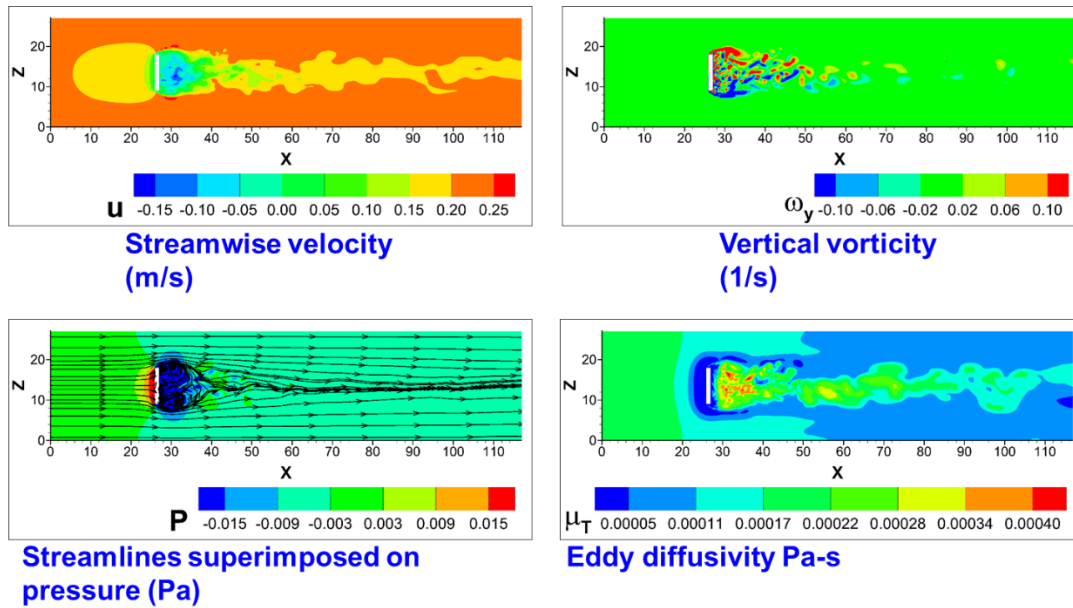 Z
20
10
0
0 10 20 30 40 50 60 70 80 90 100 110
X
u
-0.15 -0.10 -0.05 0.00 0.05 0.10 0.15 0.20 0.25
Streamwise velocity
(m/s)
Z
20
10
0
0 10 20 30 40 50 60 70 80 90 100 110
X
ωy
-0.10 -0.06 -0.02 0.02 0.06 0.10
Vertical vorticity
(1/s)
Z
20
10
0
0 10 20 30 40 50 60 70 80 90 100 110
X
P
-0.015 -0.009 -0.003 0.003 0.009 0.015
Streamlines superimposed on
pressure (Pa)
Z
20
10
0
0 10 20 30 40 50 60 70 80 90 100 110
X
μT
0.00005 0.00011 0.00017 0.00022 0.00028 0.00034 0.00040
Eddy diffusivity Pa-s